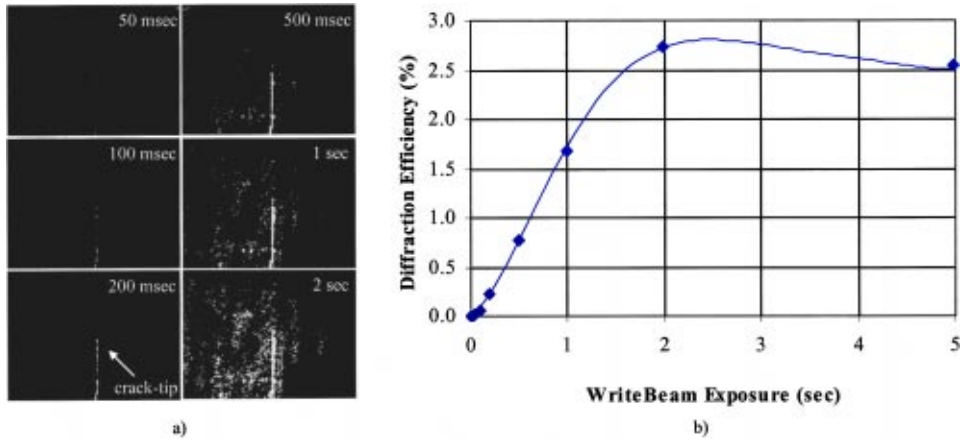 50 msec
500 msec
100 msec
1 sec
200 msec
2 sec
crack-tip
a)
3.0
2.5
2.0
1.5
1.0
0.5
0.0
Diffraction Efficiency (%)
0 1 2 3 4 5
WriteBeam Exposure (sec)
b)